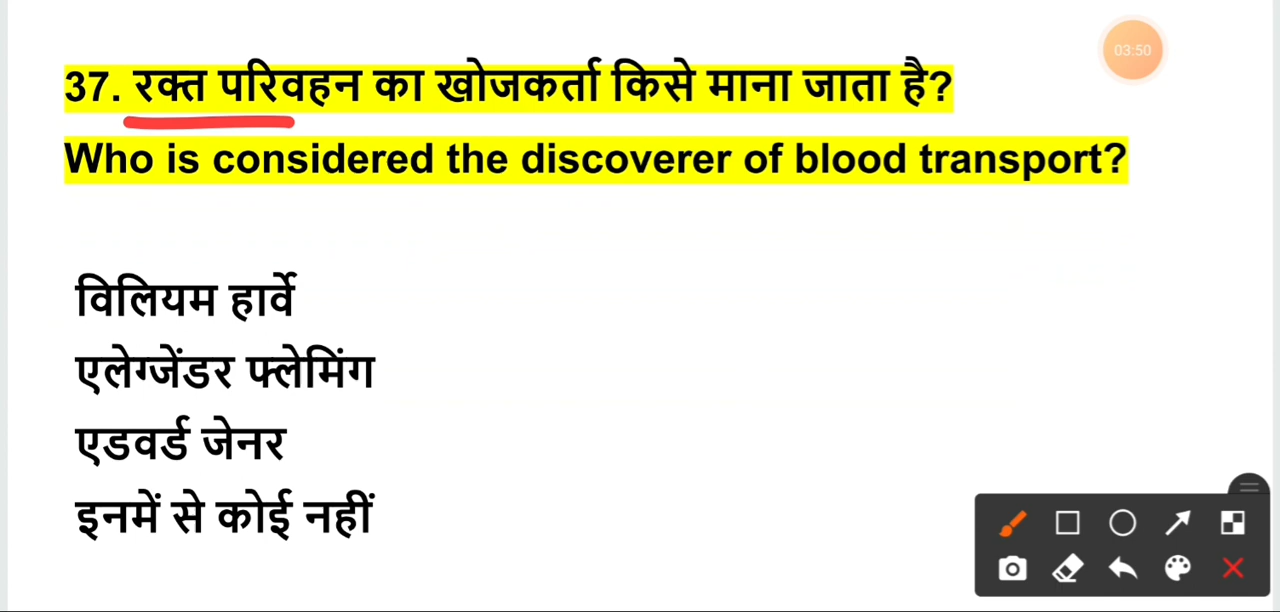 03:50
37. रक्त परिवहन का खोजकर्ता किसे माना जाता है?
Who is considered the discoverer of blood transport?
विलियम हार्वे
एलेग्जेंडर फ्लेमिंग
एडवर्ड जेनर
इनमें से कोई नहीं